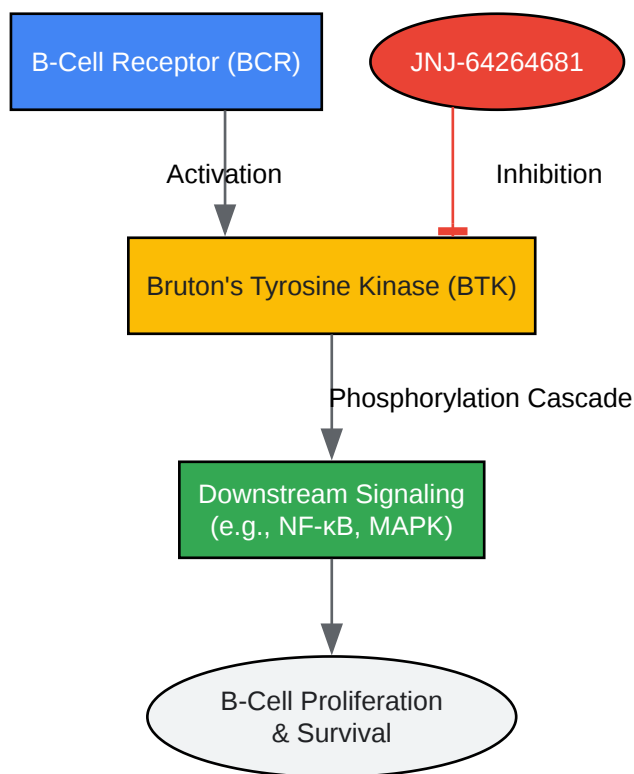 B-Cell Receptor (BCR)
JNJ-64264681
Activation
Inhibition
Bruton's Tyrosine Kinase (BTK)
Phosphorylation Cascade
Downstream Signaling
(e.g., NF-κB, MAPK)
B-Cell Proliferation
& Survival